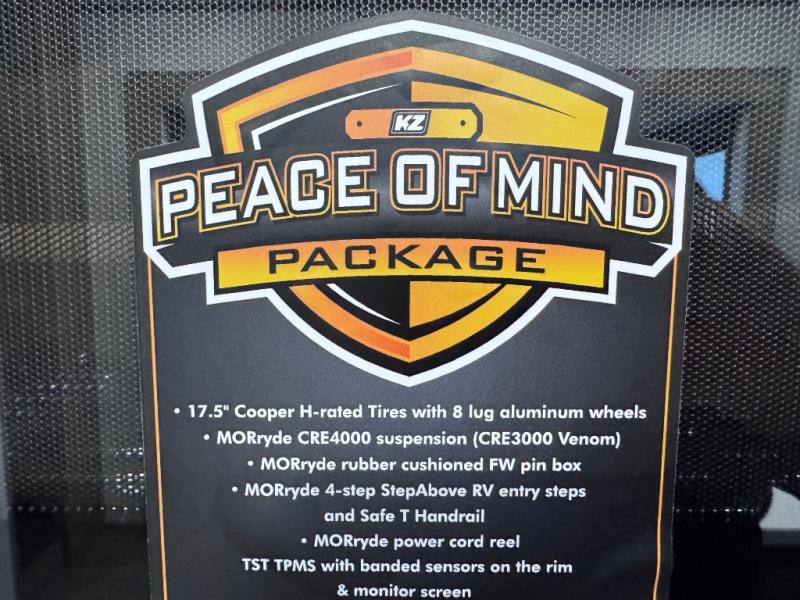 KZ
PEACE OF MIND
PACKAGE
• 17.5" Cooper H-rated Tires with 8 lug aluminum wheels
• MORryde CRE4000 suspension (CRE3000 Venom)
• MORryde rubber cushioned FW pin box
• MORryde 4-step StepAbove RV entry steps
and Safe T Handrail
• MORryde power cord reel
TST TPMS with banded sensors on the rim
& monitor screen